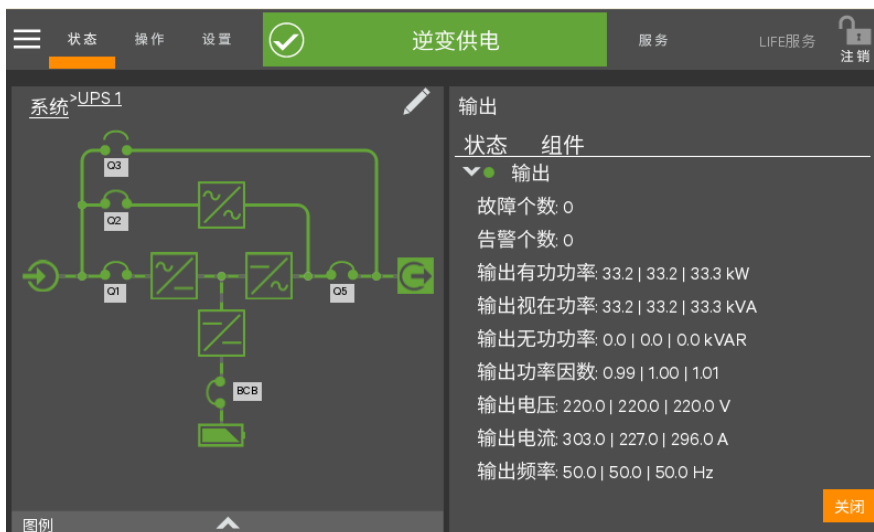 状态 操作 设置 逆变供电 服务 LIFE服务 注销
系统>UPS 1
Q3
Q2
Q1
Q5
BCB
图例
输出
状态 组件
输出
故障个数: 0
告警个数: 0
输出有功功率: 33.2 | 33.2 | 33.3 kW
输出视在功率: 33.2 | 33.2 | 33.3 kVA
输出无功功率: 0.0 | 0.0 | 0.0 kVAR
输出功率因数: 0.99 | 1.00 | 1.01
输出电压: 220.0 | 220.0 | 220.0 V
输出电流: 303.0 | 227.0 | 296.0 A
输出频率: 50.0 | 50.0 | 50.0 Hz
关闭